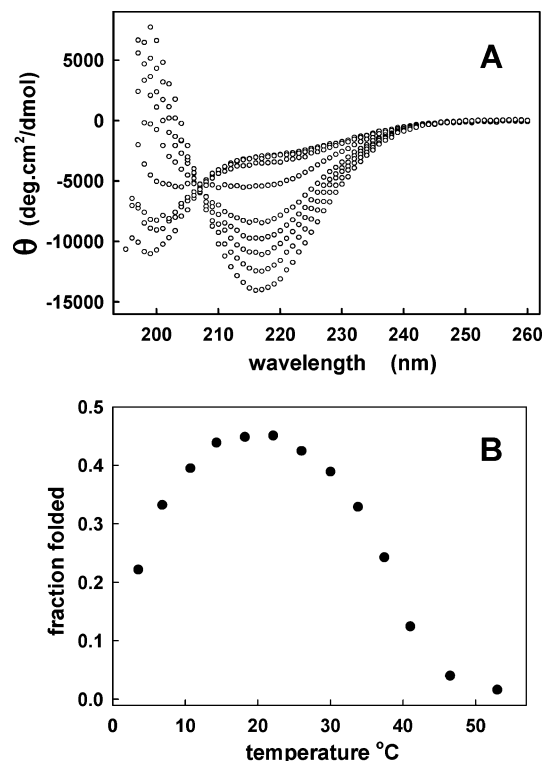 A
5000
0
-5000
-10000
-15000
θ (deg.cm²/dmol)
200 210 220 230 240 250 260
wavelength (nm)
B
0.5
0.4
0.3
0.2
0.1
0.0
fraction folded
0 10 20 30 40 50
temperature °C